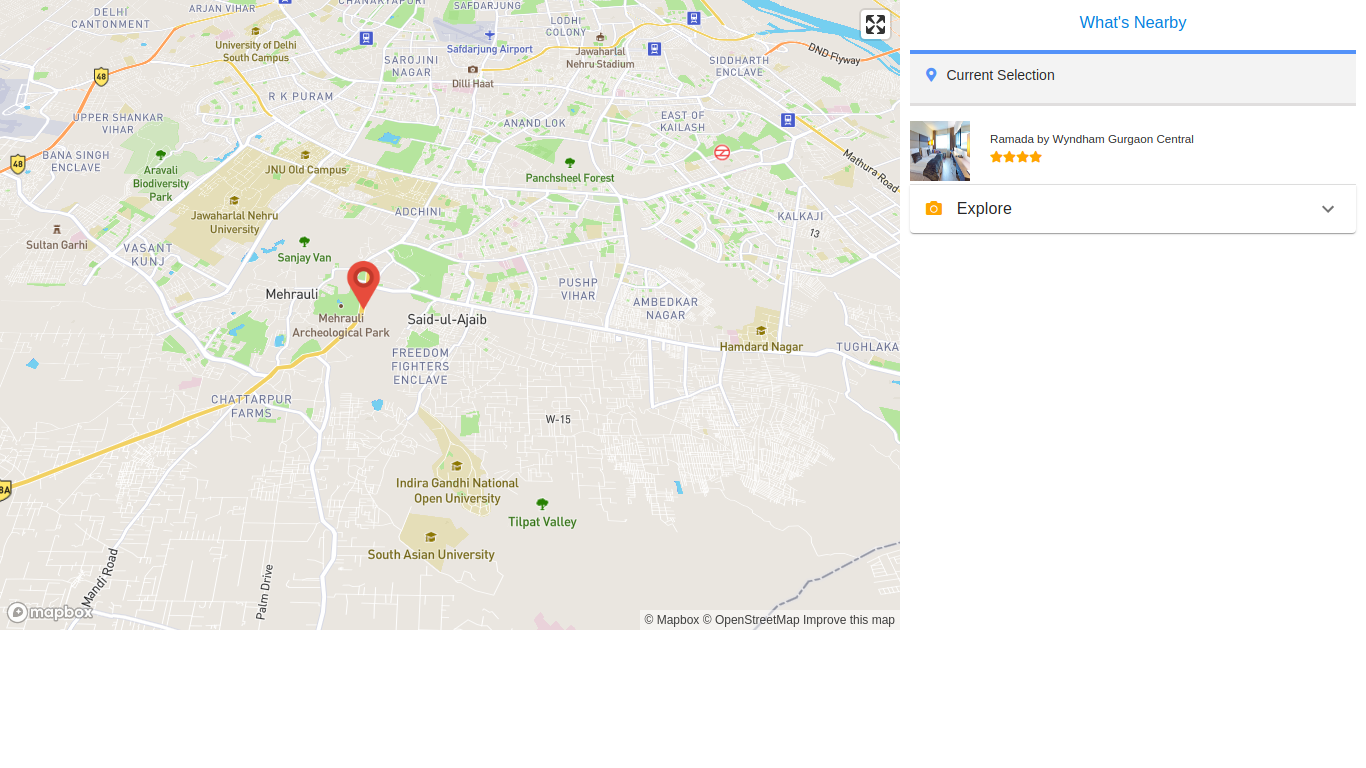 DELHI
CANTONMENT
ARJAN VIHAR
CHANAKYAPURI
SAFDARJUNG
University of Delhi
South Campus
Safdarjung Airport
LODHI
COLONY
Jawaharlal
Nehru Stadium
DND Flyway
48
SAROJINI
NAGAR
Dilli Haat
SIDDHARTH
ENCLAVE
R K PURAM
UPPER SHANKAR
VIHAR
ANAND LOK
EAST OF
KAILASH
48
BANA SINGH
ENCLAVE
Aravali
Biodiversity
Park
JNU Old Campus
Panchsheel Forest
Mathura Road
Jawaharlal Nehru
University
ADCHINI
KALKAJI
13
Sultan Garhi
VASANT
KUNJ
Sanjay Van
Mehrauli
PUSHP
VIHAR
AMBEDKAR
NAGAR
Mehrauli
Archeological Park
Said-ul-Ajaib
Hamdard Nagar
TUGHLAKA
FREEDOM
FIGHTERS
ENCLAVE
CHATTARPUR
FARMS
W-15
8A
Indira Gandhi National
Open University
Tilpat Valley
South Asian University
Mandi Road
Palm Drive
mapbox
© Mapbox © OpenStreetMap Improve this map
What's Nearby
Current Selection
Ramada by Wyndham Gurgaon Central
Explore